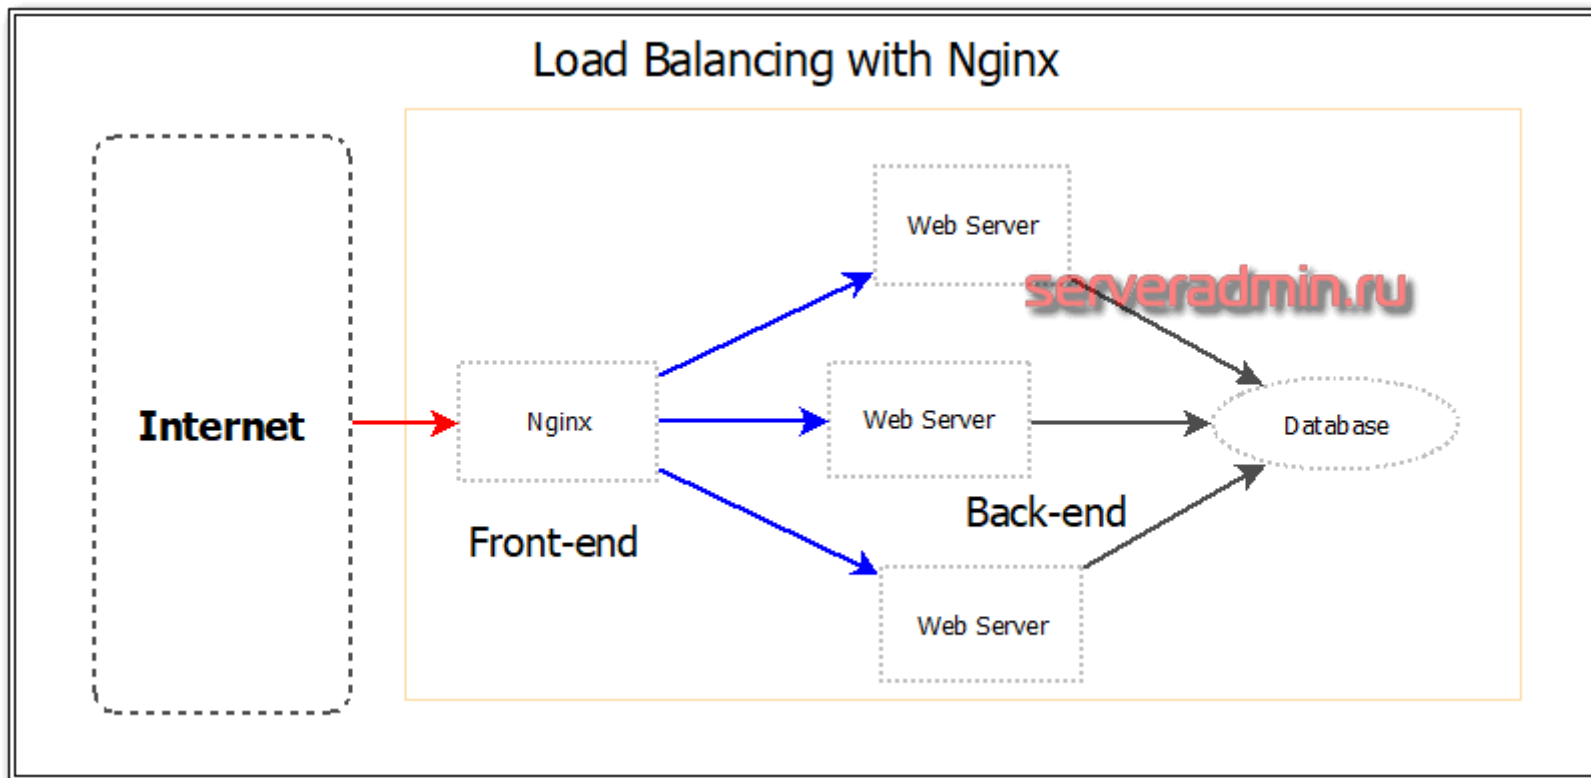 Load Balancing with Nginx
Web Server
serveradmin.ru
Internet
Nginx
Web Server
Database
Front-end
Back-end
Web Server